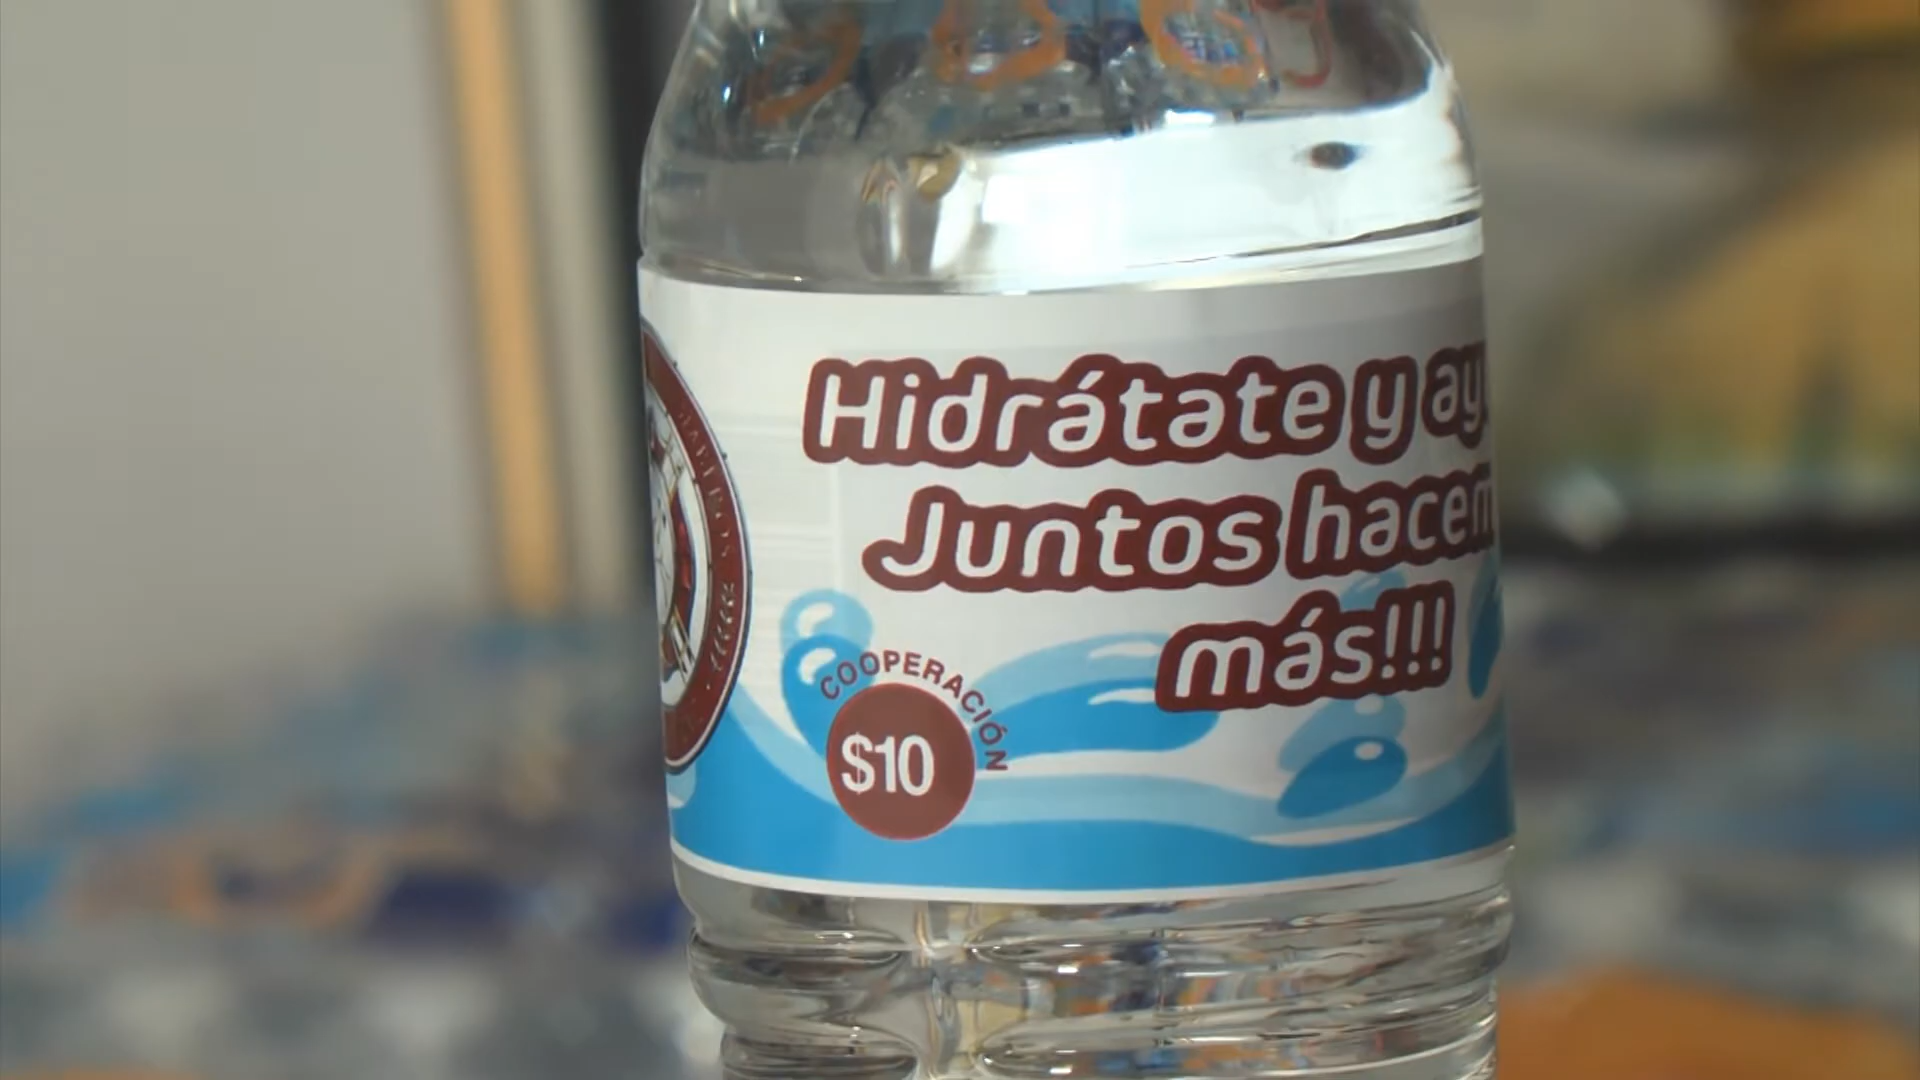 Hidrátate y ay
Juntos hacem
más!!!
COOPERACIÓN
$10